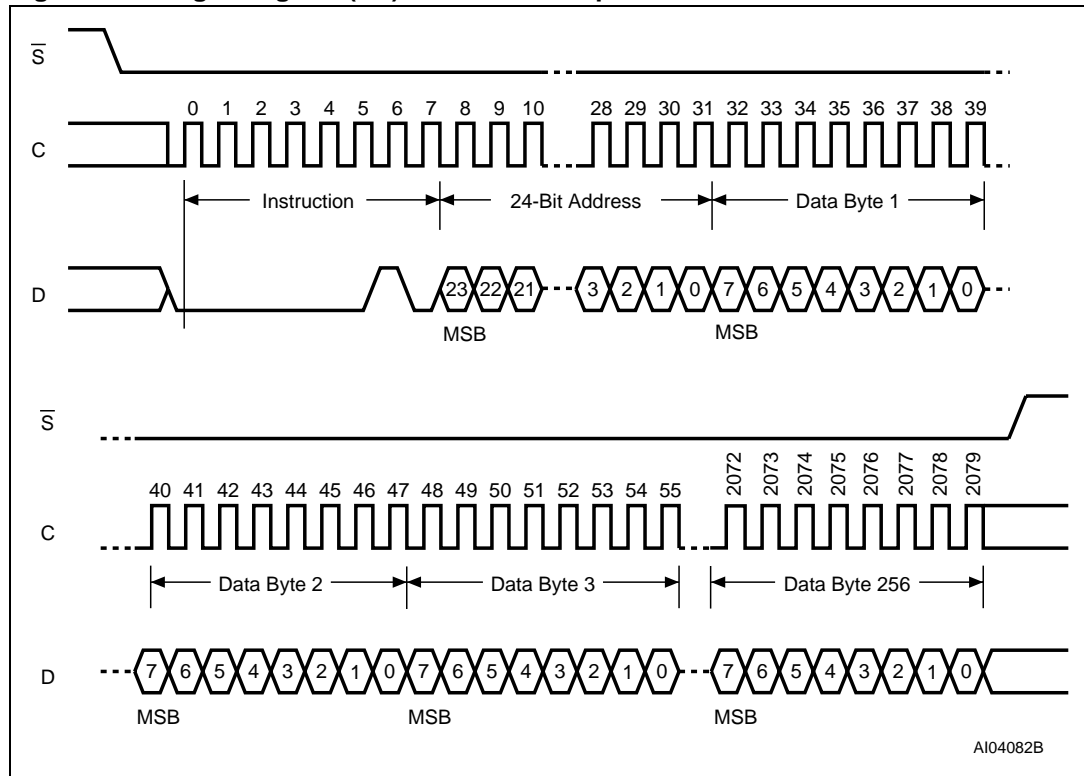 S
0 1 2 3 4 5 6 7 8 9 10 28 29 30 31 32 33 34 35 36 37 38 39
C
Instruction 24-Bit Address Data Byte 1
D 23 22 21 3 2 1 0 7 6 5 4 3 2 1 0
MSB MSB
S
40 41 42 43 44 45 46 47 48 49 50 51 52 53 54 55 2072 2073 2074 2075 2076 2077 2078 2079
C
Data Byte 2 Data Byte 3 Data Byte 256
D 7 6 5 4 3 2 1 0 7 6 5 4 3 2 1 0 7 6 5 4 3 2 1 0
MSB MSB MSB
AI04082B